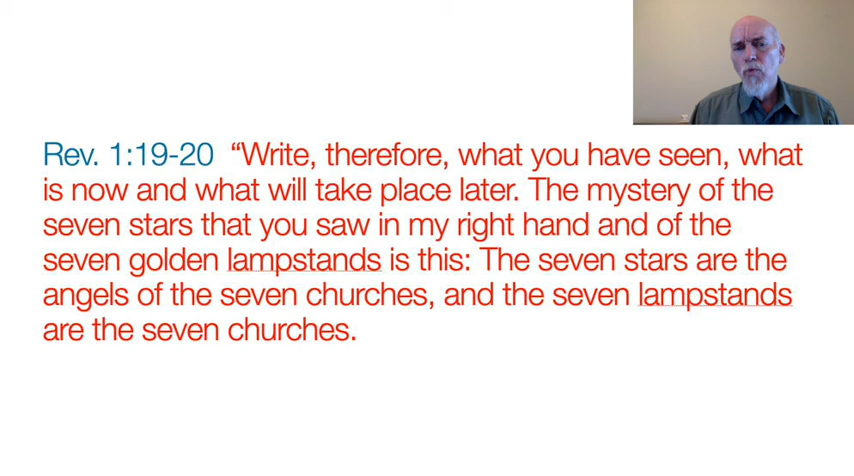 Rev. 1:19-20 “Write, therefore, what you have seen, what
is now and what will take place later. The mystery of the
seven stars that you saw in my right hand and of the
seven golden lampstands is this: The seven stars are the
angels of the seven churches, and the seven lampstands
are the seven churches.